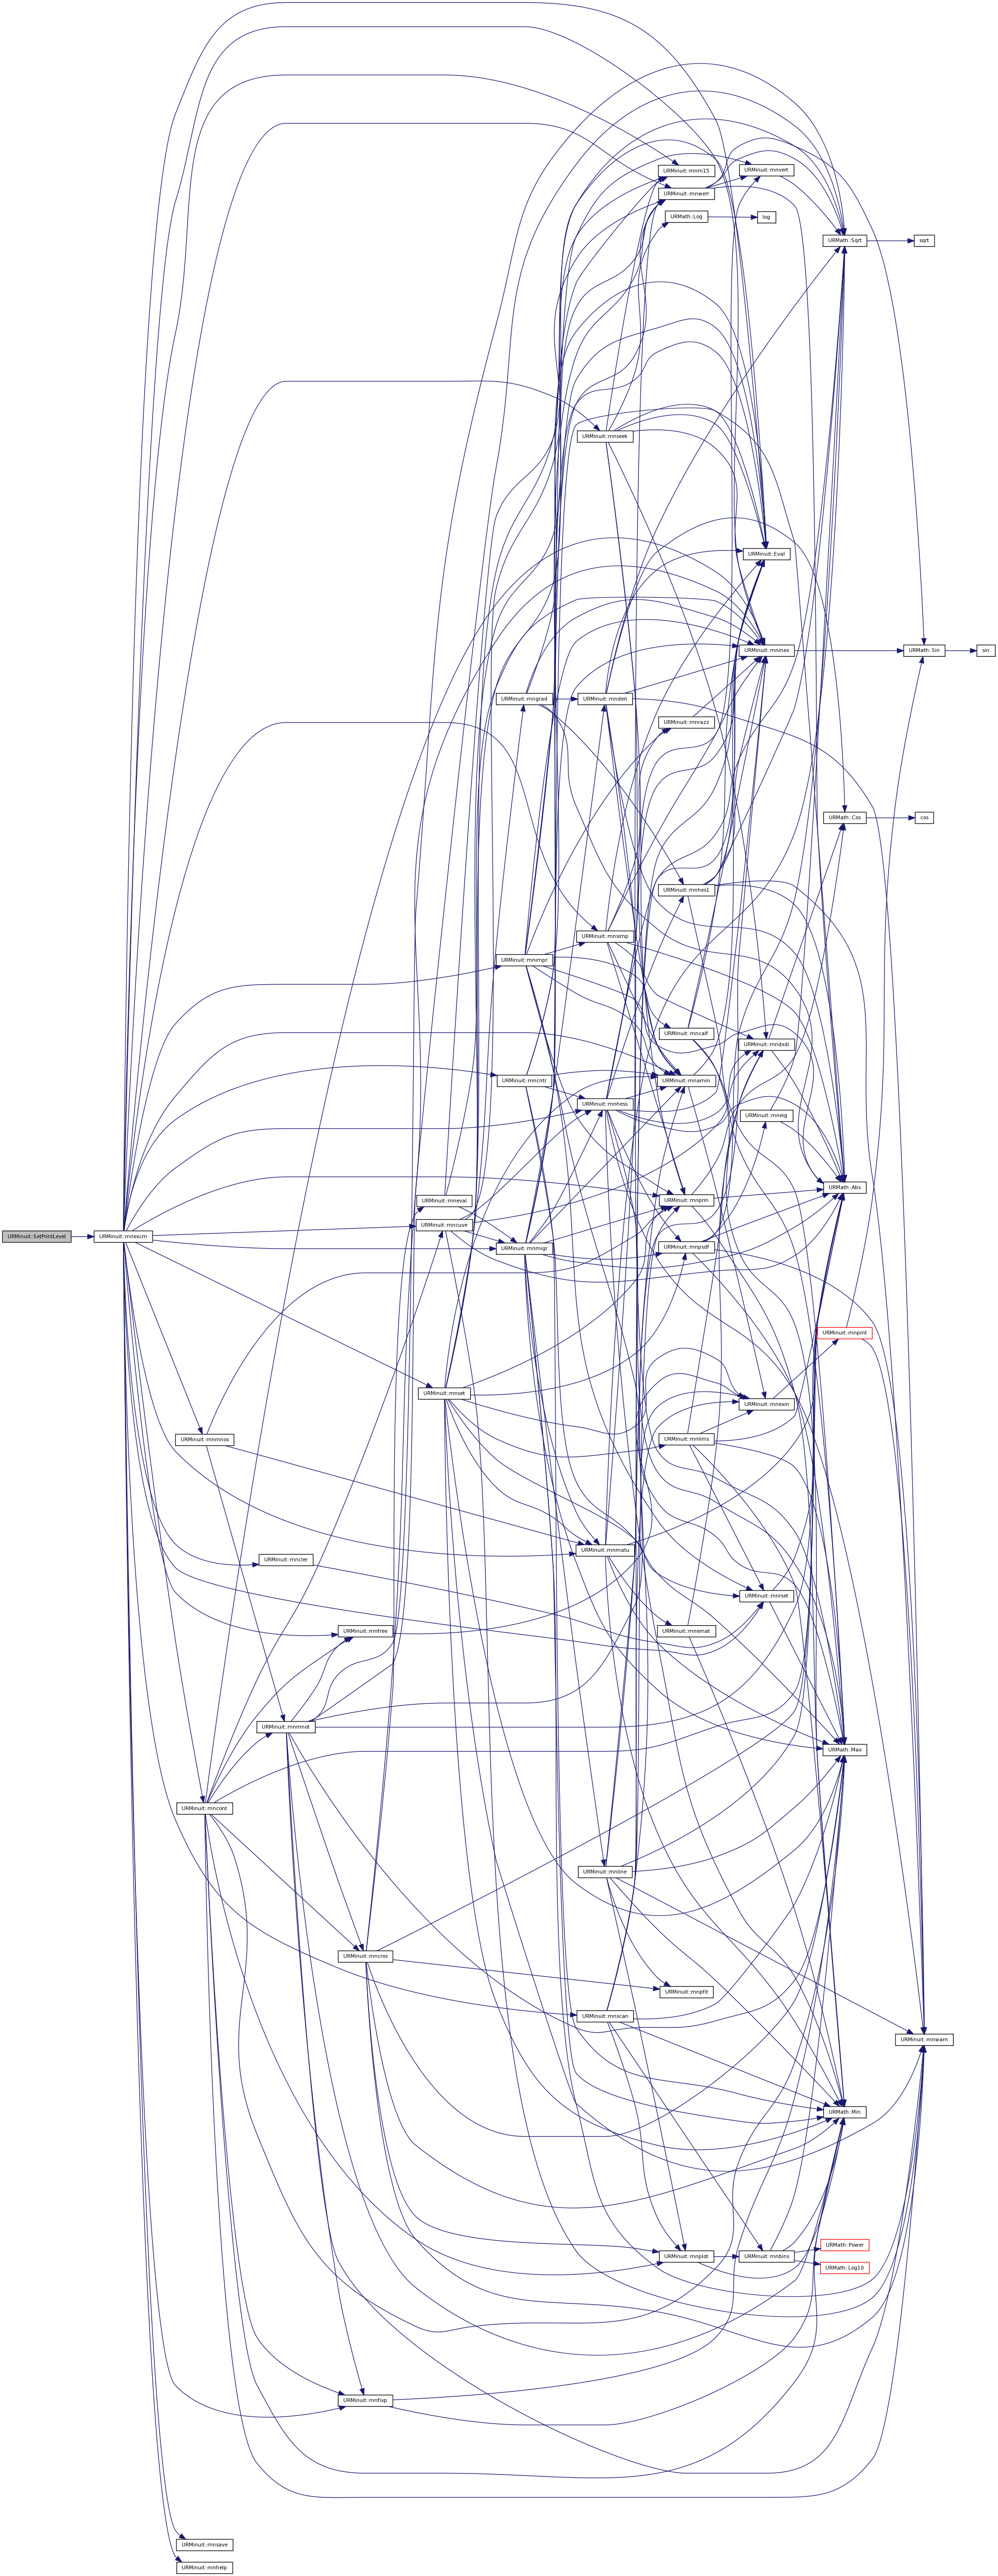 URMinuit::mnrn15
URMinuit::mnvert
URMinuit::mnwerr
URMath::Log
log
URMath::Sqrt
sqrt
URMinuit::mnseek
URMinuit::Eval
URMinuit::mninex
URMath::Sin
sin
URMinuit::mngrad
URMinuit::mnderi
URMinuit::mnrazz
URMath::Cos
cos
URMinuit::mnhes1
URMinuit::mnsimp
URMinuit::mnimpr
URMinuit::mncalf
URMinuit::mndxdi
URMinuit::mncntr
URMinuit::mnamin
URMinuit::mnhess
URMinuit::mneig
URMath::Abs
URMinuit::mneval
URMinuit::mnprin
URMinuit::mncuve
URMinuit::SetPrintLevel
URMinuit::mnexcm
URMinuit::mnmigr
URMinuit::mnpsdf
URMinuit::mnpint
URMinuit::mnset
URMinuit::mnexin
URMinuit::mnmnos
URMinuit::mnlims
URMinuit::mnmatu
URMinuit::mncler
URMinuit::mnrset
URMinuit::mnfree
URMinuit::mnemat
URMinuit::mnmnot
URMath::Max
URMinuit::mncont
URMinuit::mnline
URMinuit::mncros
URMinuit::mnpfit
URMinuit::mnscan
URMinuit::mnwarn
URMath::Min
URMath::Power
URMinuit::mnplot
URMinuit::mnbins
URMath::Log10
URMinuit::mnfixp
URMinuit::mnsave
URMinuit::mnhelp